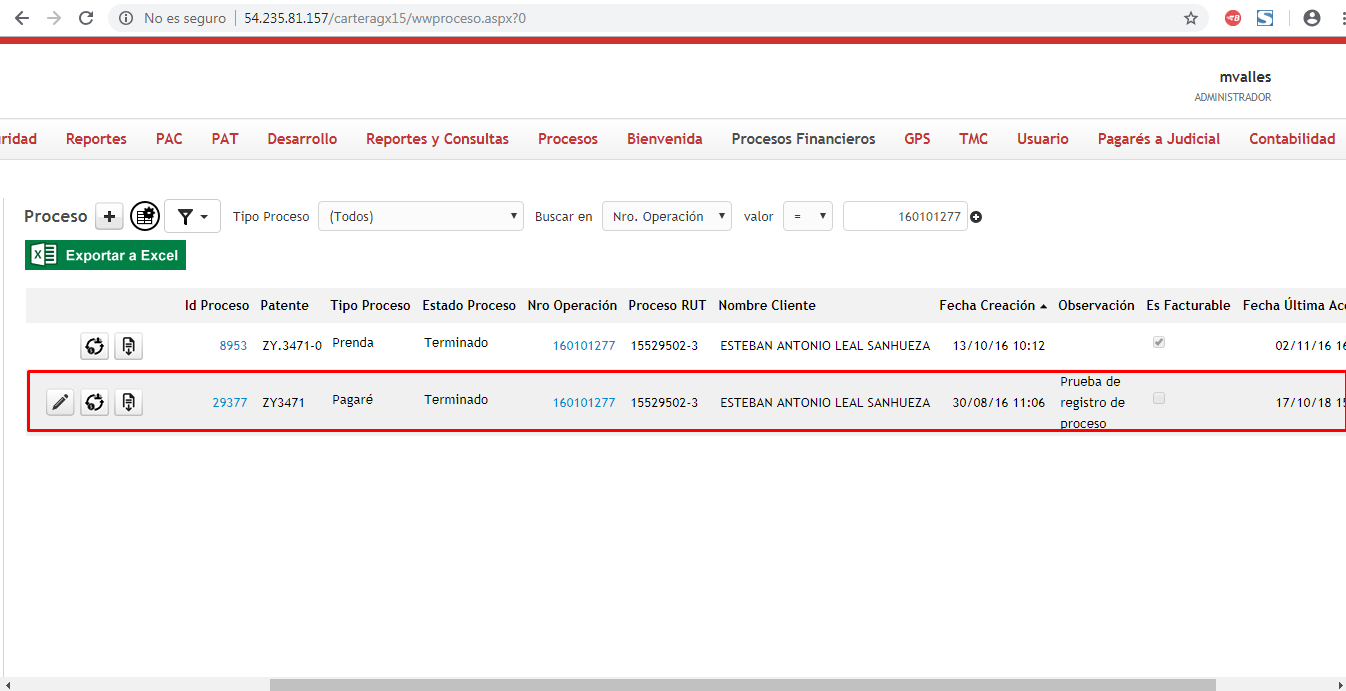 No es seguro | 54.235.81.157/carteragx15/wwproceso.aspx?0
mvalles
ADMINISTRADOR
ridad Reportes PAC PAT Desarrollo Reportes y Consultas Procesos Bienvenida Procesos Financieros GPS TMC Usuario Pagarés a Judicial Contabilidad
Proceso + Tipo Proceso (Todos) Buscar en Nro. Operación valor = 160101277
Exportar a Excel
Id Proceso Patente Tipo Proceso Estado Proceso Nro Operación Proceso RUT Nombre Cliente Fecha Creación Observación Es Facturable Fecha Última Acc
8953 ZY.3471-0 Prenda Terminado 160101277 15529502-3 ESTEBAN ANTONIO LEAL SANHUEZA 13/10/16 10:12 02/11/16 16
29377 ZY3471 Pagaré Terminado 160101277 15529502-3 ESTEBAN ANTONIO LEAL SANHUEZA 30/08/16 11:06 Prueba de 17/10/18 15
registro de
proceso